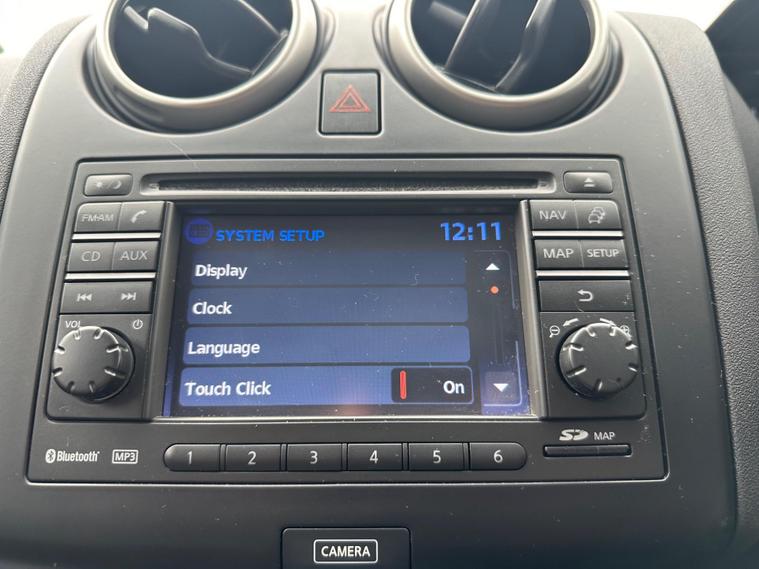 FM·AM
CD
AUX
VOL
SYSTEM SETUP
12:11
Display
Clock
Language
Touch Click
On
NAV
MAP
SETUP
Bluetooth®
MP3
1
2
3
4
5
6
SD
MAP
CAMERA